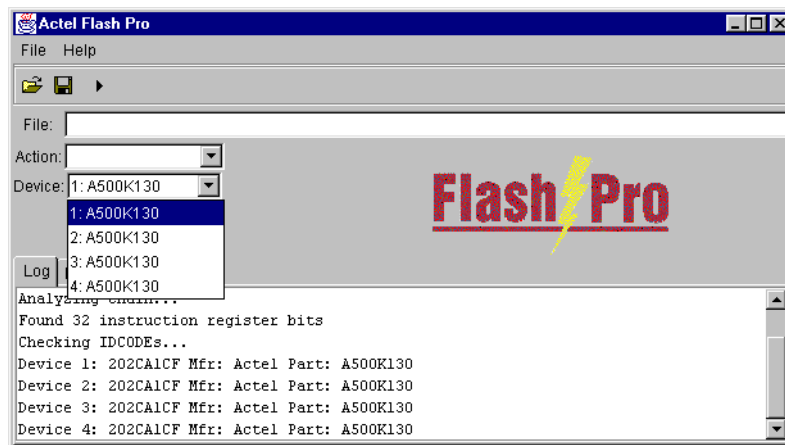 Actel Flash Pro
File Help
File:
Action:
Device: 1: A500K130
1: A500K130
2: A500K130
3: A500K130
4: A500K130
Flash Pro
Log
Analyzing chain...
Found 32 instruction register bits
Checking IDCODEs...
Device 1: 202CA1CF Mfr: Actel Part: A500K130
Device 2: 202CA1CF Mfr: Actel Part: A500K130
Device 3: 202CA1CF Mfr: Actel Part: A500K130
Device 4: 202CA1CF Mfr: Actel Part: A500K130